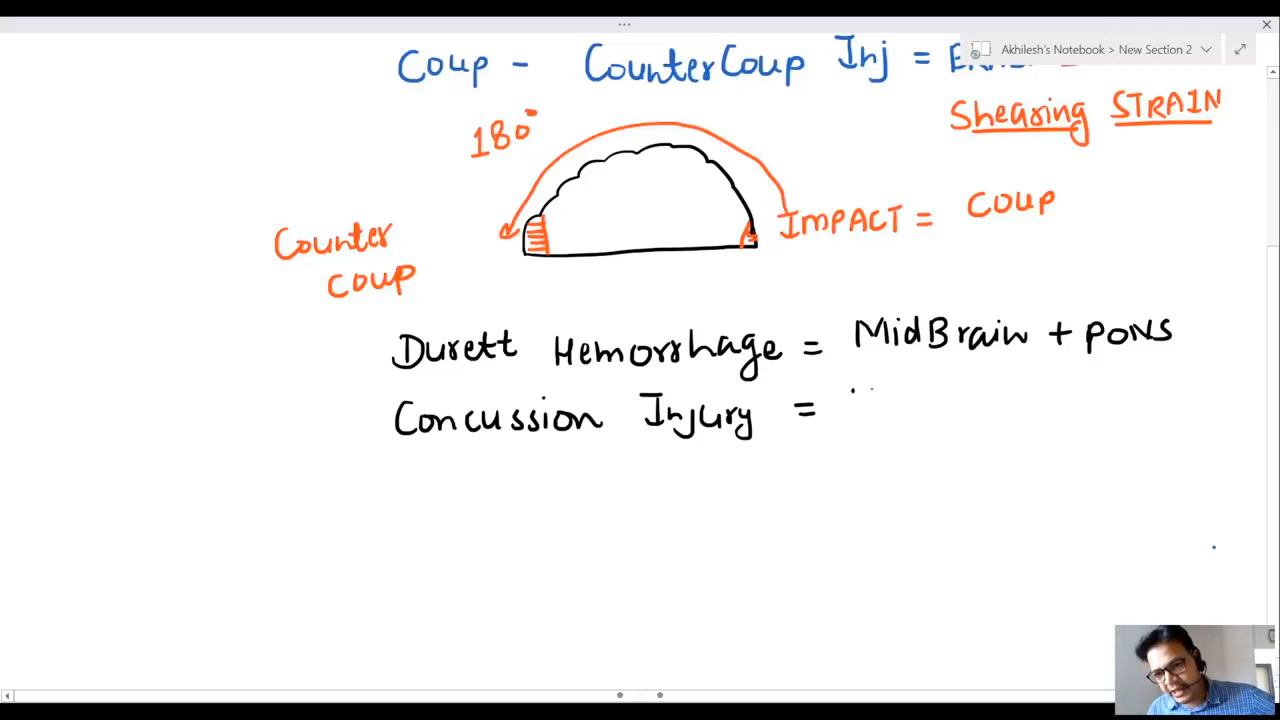 Akhilesh's Notebook > New Section 2
Coup - CounterCoup Inj =
Shearing STRAIN
180°
IMPACT = COUP
Counter
COUP
Durett Hemorrhage = MidBrain + PONS
Concussion Injury =